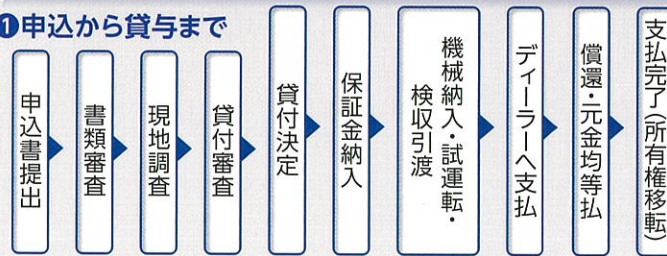 ❶申込から貸与まで
申込書提出
書類審査
現地調査
貸付審査
貸付決定
保証金納入
機械納入・試運転・
検収引渡
ディーラーへ支払
償還・元金均等払
支払完了(所有権移転)